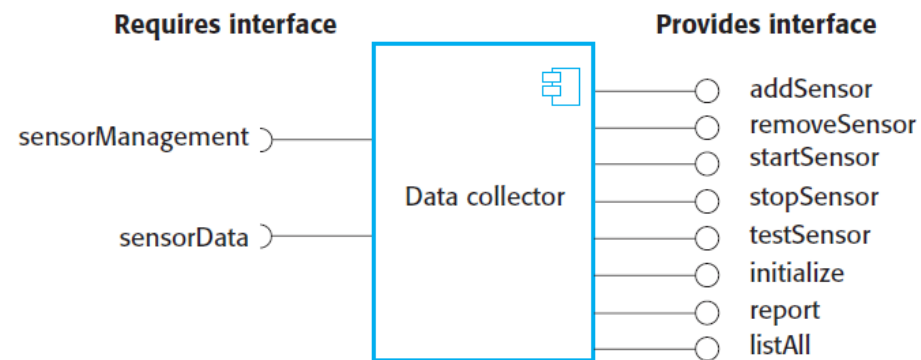 Requires interface
Provides interface
sensorManagement
sensorData
Data collector
addSensor
removeSensor
startSensor
stopSensor
testSensor
initialize
report
listAll